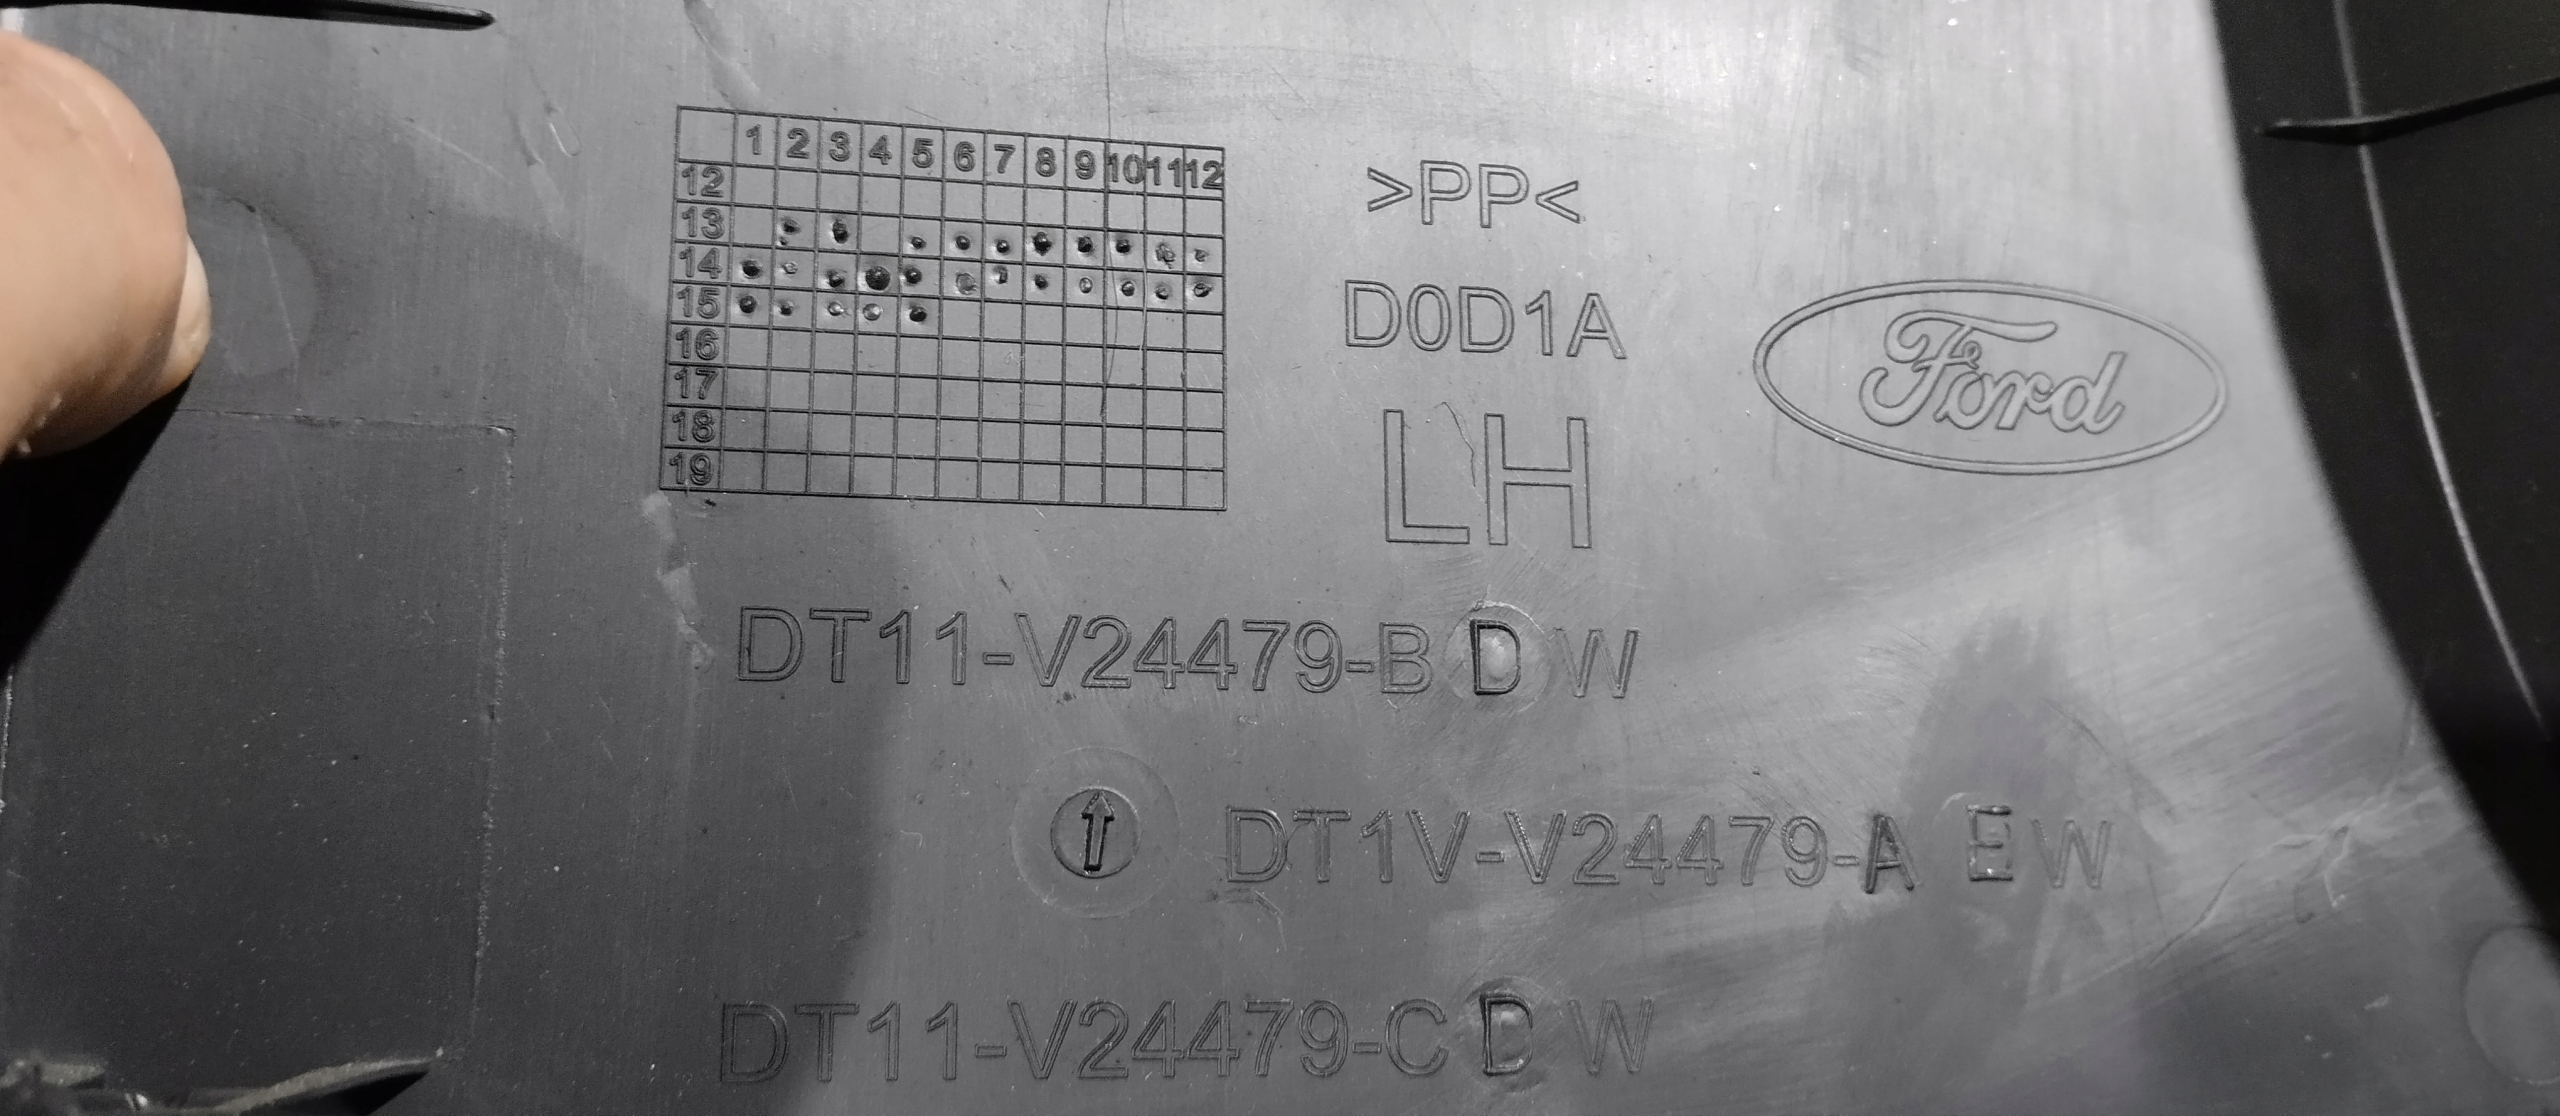 1 2 3 4 5 6 7 8 9 10 11 12
12
13
14
15
16
17
18
19
>PP<
D0D1A
LH
Ford
DT11-V24479-B D W
DT1V-V24479-A E W
DT11-V24479-C D W